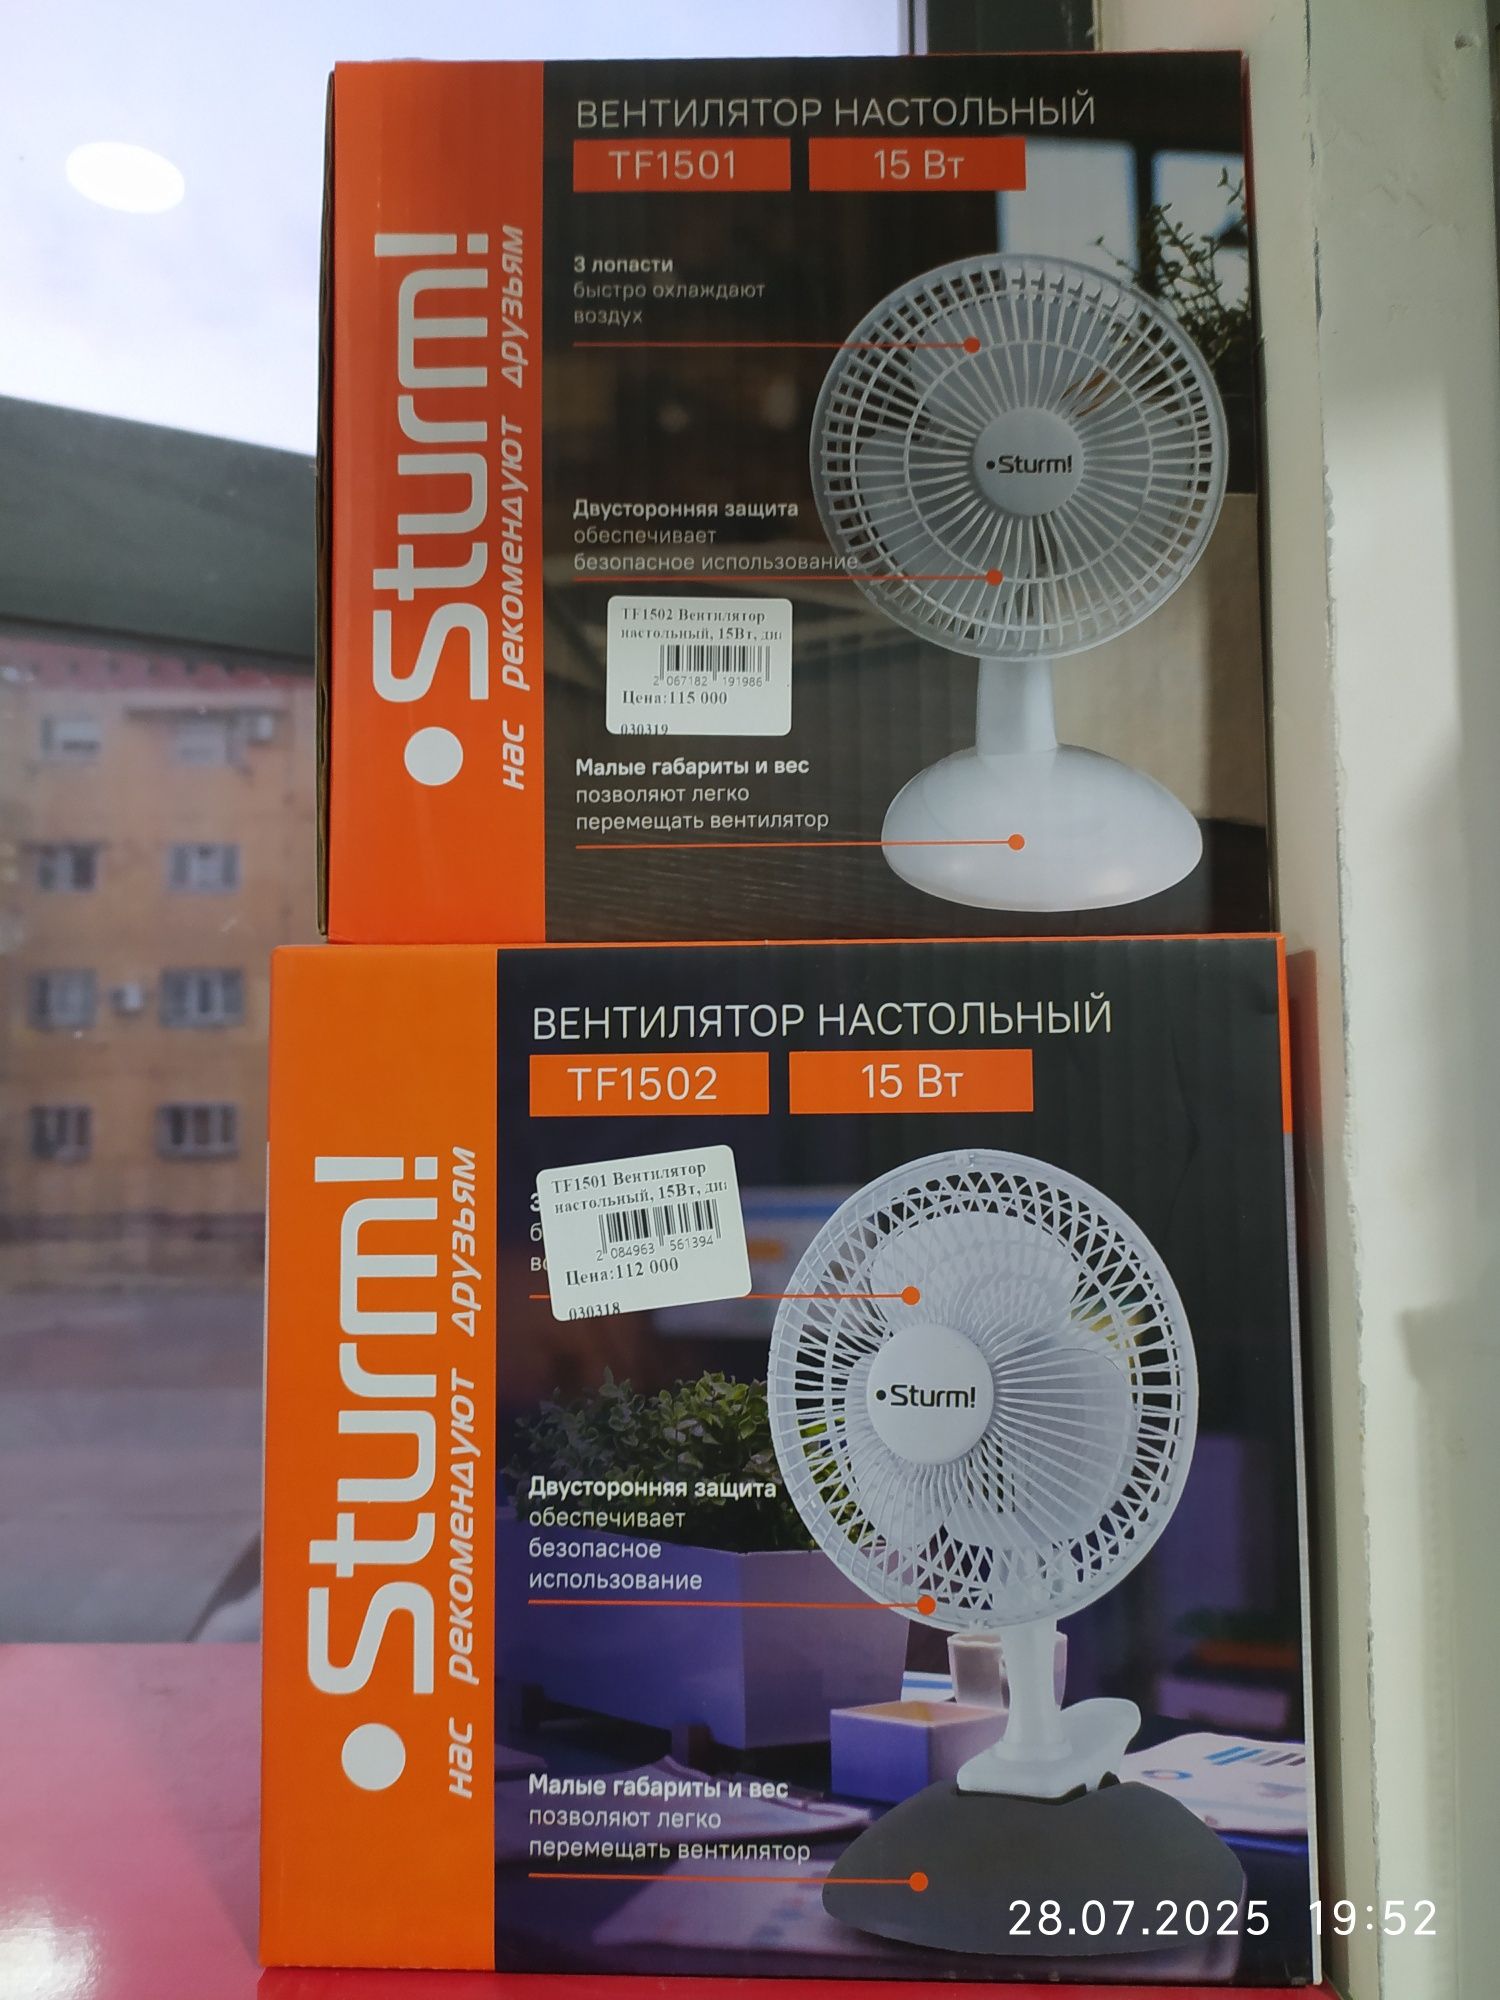 ВЕНТИЛЯТОР НАСТОЛЬНЫЙ
TF1501 15 Вт
Sturm!
нас рекомендуют друзьям
3 лопасти
быстро охлаждают
воздух
Sturm!
Двусторонняя защита
обеспечивает
безопасное использование
TF1502 Вентилятор
настольный, 15Вт,
2 067182 191986
Цена:115 000
030319
Малые габариты и вес
позволяют легко
перемещать вентилятор
ВЕНТИЛЯТОР НАСТОЛЬНЫЙ
TF1502 15 Вт
Sturm!
нас рекомендуют друзьям
TF1501 Вентилятор
настольный, 15Вт,
2 084963 561394
Цена:112 000
030318
Sturm!
Двусторонняя защита
обеспечивает
безопасное
использование
Малые габариты и вес
позволяют легко
перемещать вентилятор
28.07.2025 19:52